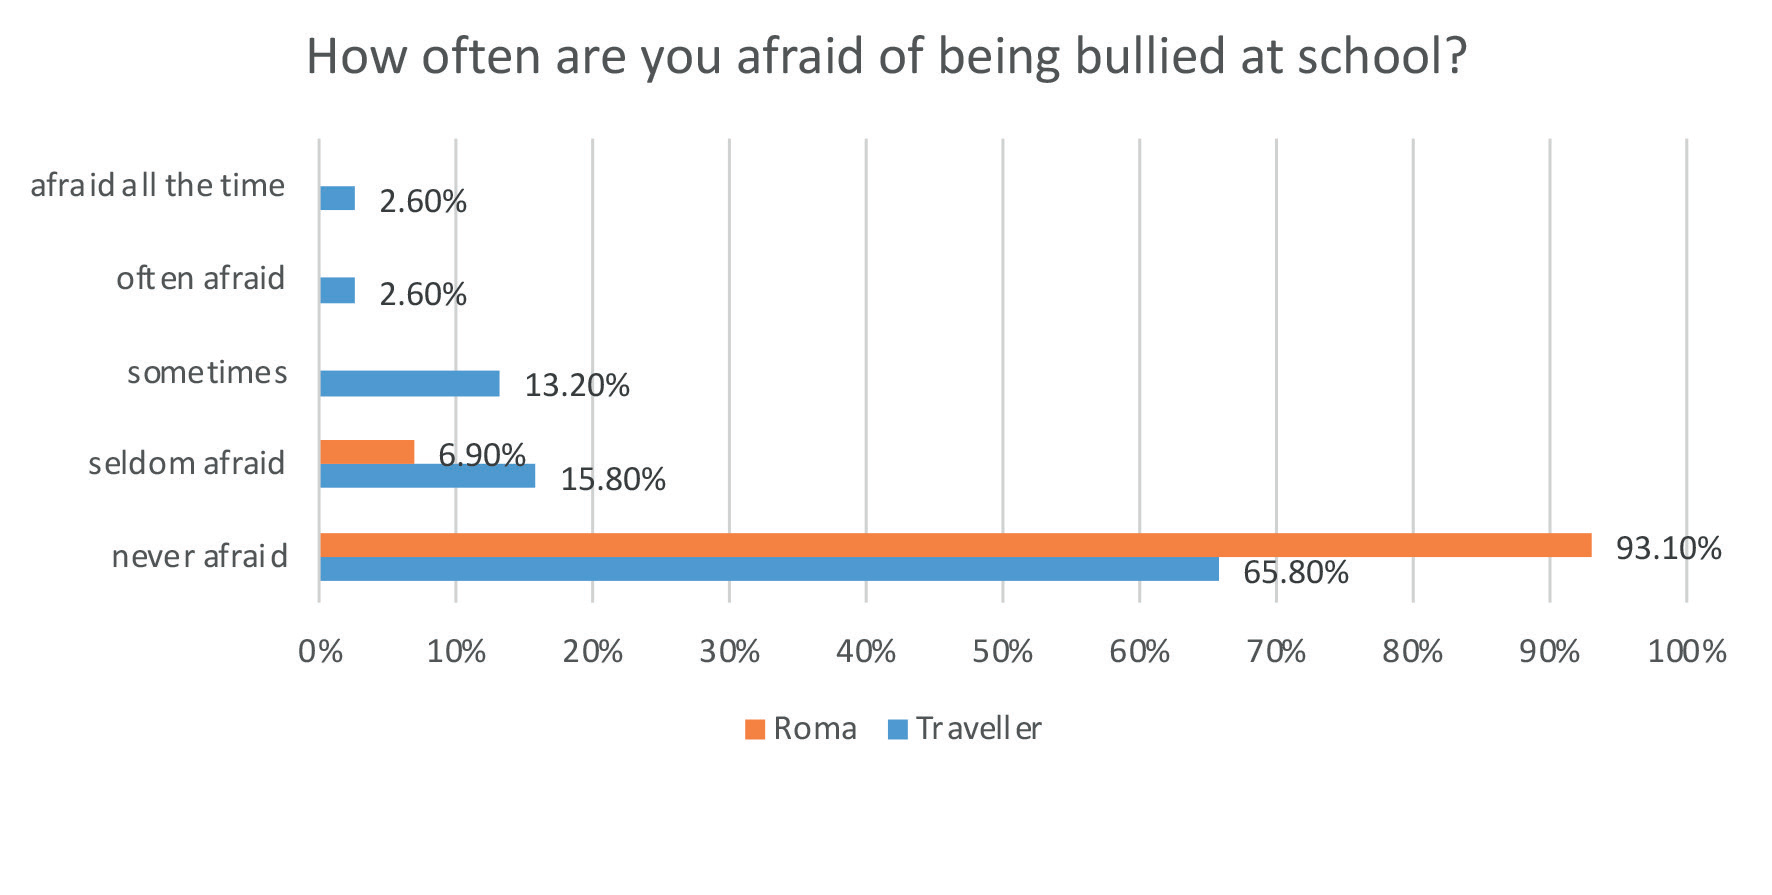 How often are you afraid of being bullied at school?
afraid all the time
2.60%
often afraid
2.60%
sometimes
13.20%
seldom afraid
6.90%
15.80%
never afraid
93.10%
65.80%
0% 10% 20% 30% 40% 50% 60% 70% 80% 90% 100%
Roma Traveller